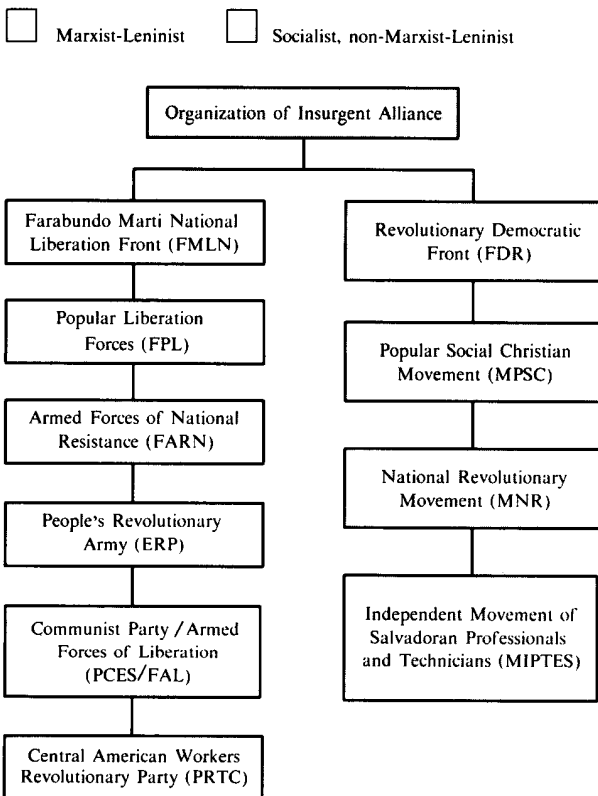 Marxist-Leninist
Socialist, non-Marxist-Leninist
Organization of Insurgent Alliance
Farabundo Marti National
Liberation Front (FMLN)
Popular Liberation
Forces (FPL)
Armed Forces of National
Resistance (FARN)
People's Revolutionary
Army (ERP)
Communist Party / Armed
Forces of Liberation
(PCES/FAL)
Central American Workers
Revolutionary Party (PRTC)
Revolutionary Democratic
Front (FDR)
Popular Social Christian
Movement (MPSC)
National Revolutionary
Movement (MNR)
Independent Movement of
Salvadoran Professionals
and Technicians (MIPTES)